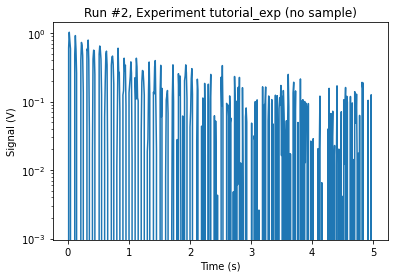 Run #2, Experiment tutorial_exp (no sample)
10⁰
10⁻¹
10⁻²
10⁻³
Signal (V)
0 1 2 3 4 5
Time (s)